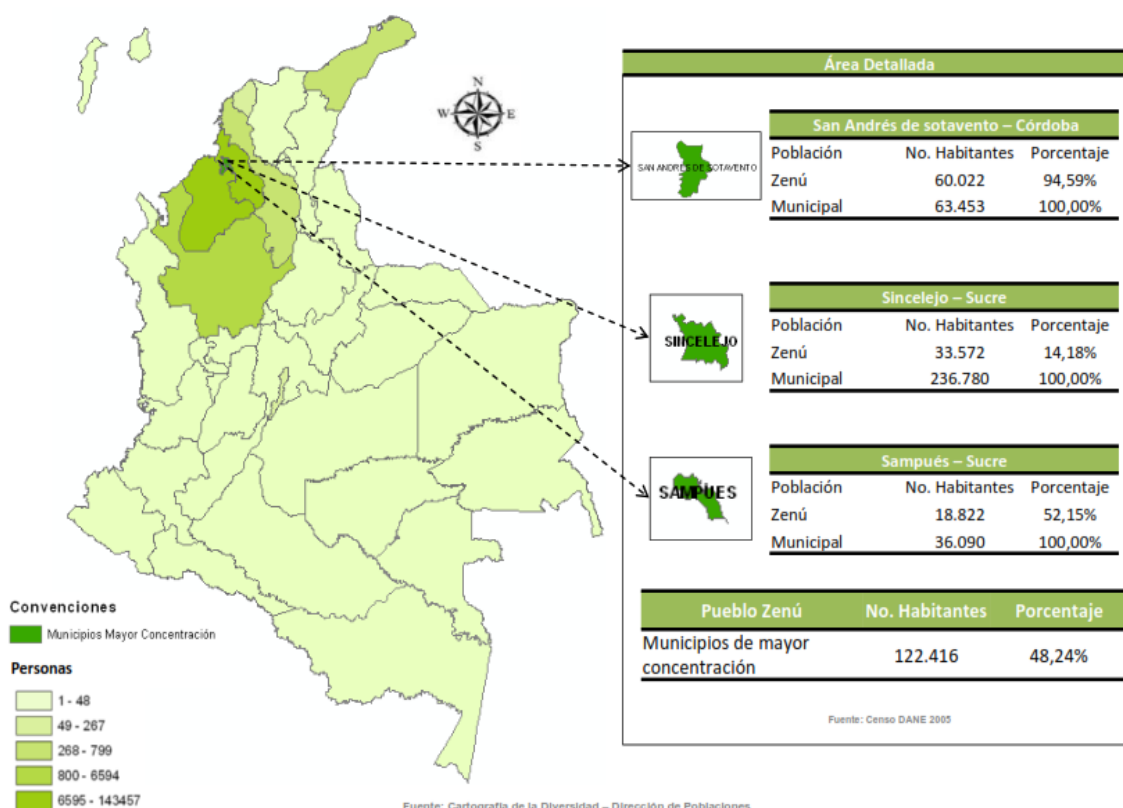 N
W
E
S
Área Detallada
SAN ANDRES DE SOTAVENTO
San Andrés de sotavento – Córdoba
Población No. Habitantes Porcentaje
Zenú 60.022 94,59%
Municipal 63.453 100,00%
SINCELEJO
Sincelejo – Sucre
Población No. Habitantes Porcentaje
Zenú 33.572 14,18%
Municipal 236.780 100,00%
SAMPUES
Sampués – Sucre
Población No. Habitantes Porcentaje
Zenú 18.822 52,15%
Municipal 36.090 100,00%
Pueblo Zenú No. Habitantes Porcentaje
Municipios de mayor
concentración 122.416 48,24%
Fuente: Censo DANE 2005
Convenciones
Municipios Mayor Concentración
Personas
1 - 48
49 - 267
268 - 799
800 - 6594
6595 - 143457
Fuente: Cartografía de la Diversidad – Dirección de Poblaciones